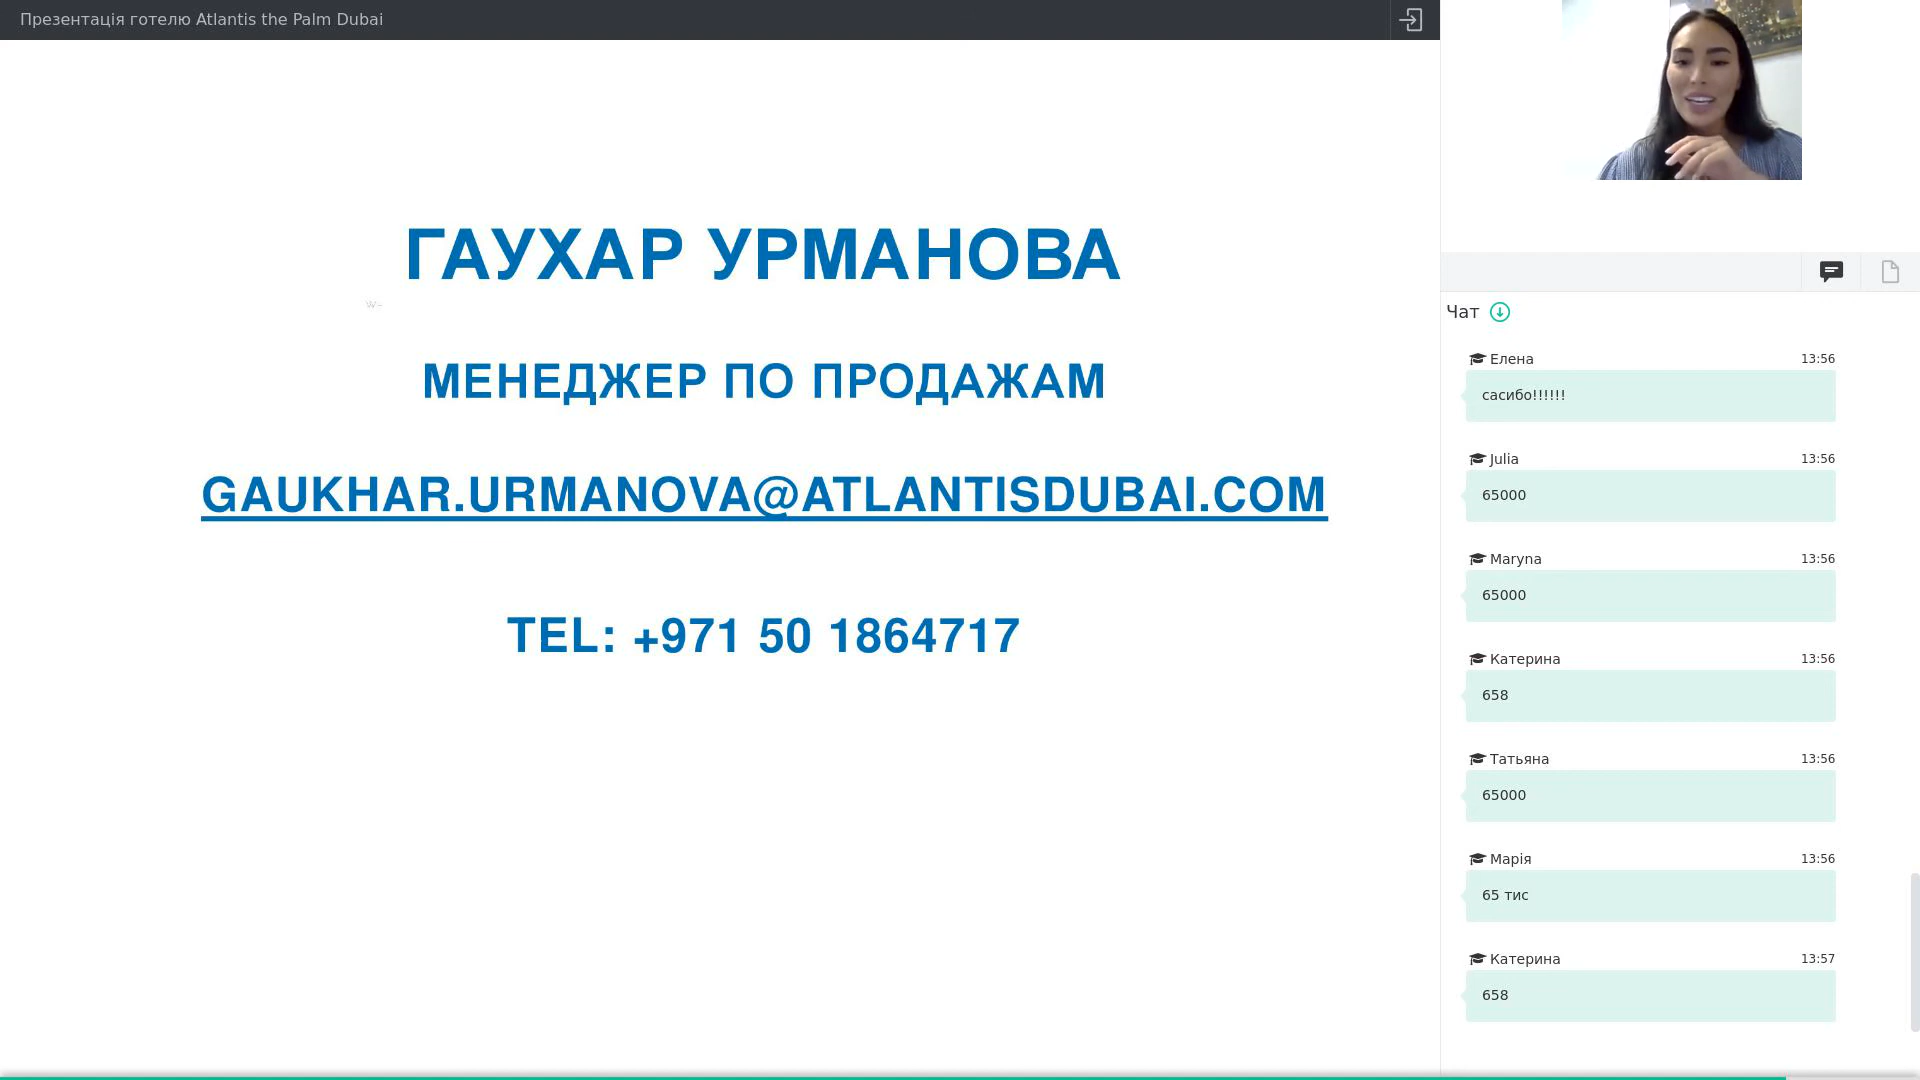 Презентація готелю Atlantis the Palm Dubai
ГАУХАР УРМАНОВА
МЕНЕДЖЕР ПО ПРОДАЖАМ
GAUKHAR.URMANOVA@ATLANTISDUBAI.COM
TEL: +971 50 1864717
Чат
Елена 13:56
сасибо!!!!!!
Julia 13:56
65000
Maryna 13:56
65000
Катерина 13:56
658
Татьяна 13:56
65000
Марія 13:56
65 тис
Катерина 13:57
658